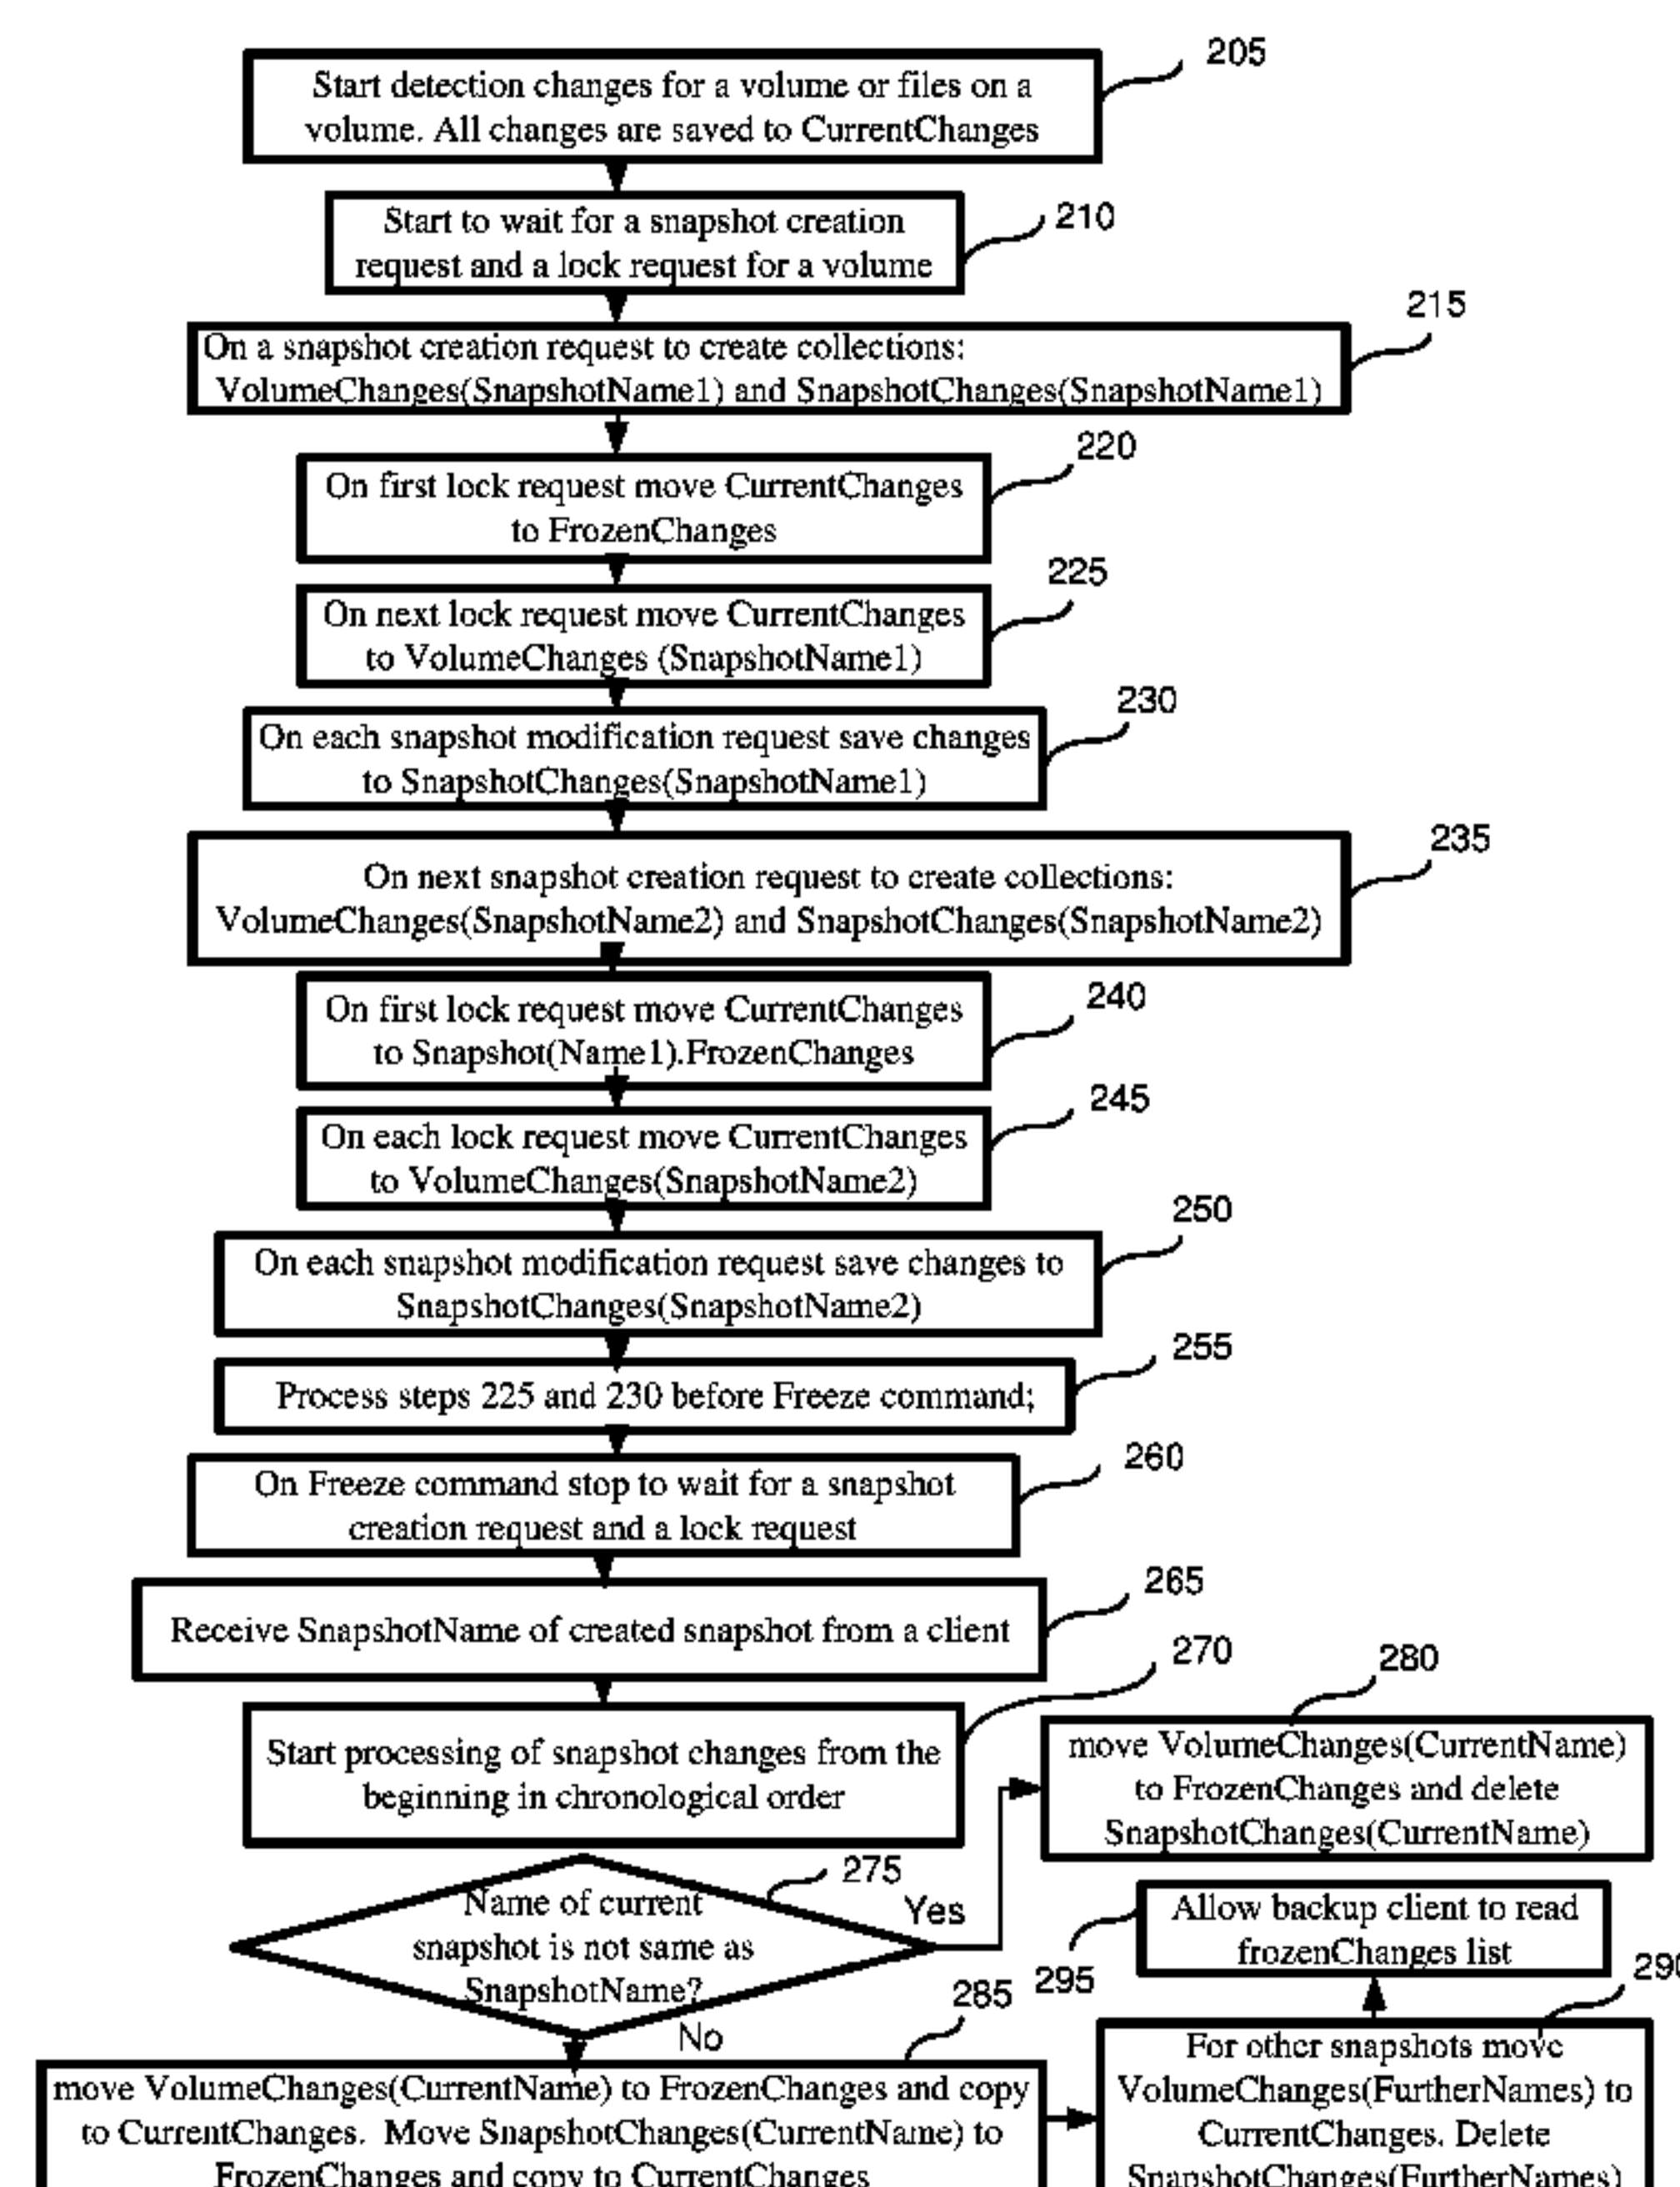 205
Start detection changes for a volume or files on a
volume. All changes are saved to CurrentChanges
210
Start to wait for a snapshot creation
request and a lock request for a volume
215
On a snapshot creation request to create collections:
VolumeChanges(SnapshotName1) and SnapshotChanges(SnapshotName1)
220
On first lock request move CurrentChanges
to FrozenChanges
225
On next lock request move CurrentChanges
to VolumeChanges (SnapshotName1)
230
On each snapshot modification request save changes
to SnapshotChanges(SnapshotName1)
235
On next snapshot creation request to create collections:
VolumeChanges(SnapshotName2) and SnapshotChanges(SnapshotName2)
240
On first lock request move CurrentChanges
to Snapshot(Name1).FrozenChanges
245
On each lock request move CurrentChanges
to VolumeChanges(SnapshotName2)
250
On each snapshot modification request save changes to
SnapshotChanges(SnapshotName2)
255
Process steps 225 and 230 before Freeze command;
260
On Freeze command stop to wait for a snapshot
creation request and a lock request
265
Receive SnapshotName of created snapshot from a client
270
Start processing of snapshot changes from the
beginning in chronological order
280
move VolumeChanges(CurrentName)
to FrozenChanges and delete
SnapshotChanges(CurrentName)
275
Name of current
snapshot is not same as
SnapshotName?
Yes
No
295
Allow backup client to read
frozenChanges list
285
move VolumeChanges(CurrentName) to FrozenChanges and copy
to CurrentChanges. Move SnapshotChanges(CurrentName) to
FrozenChanges and copy to CurrentChanges
290
For other snapshots move
VolumeChanges(FurtherNames) to
CurrentChanges. Delete
SnapshotChanges(FurtherNames)